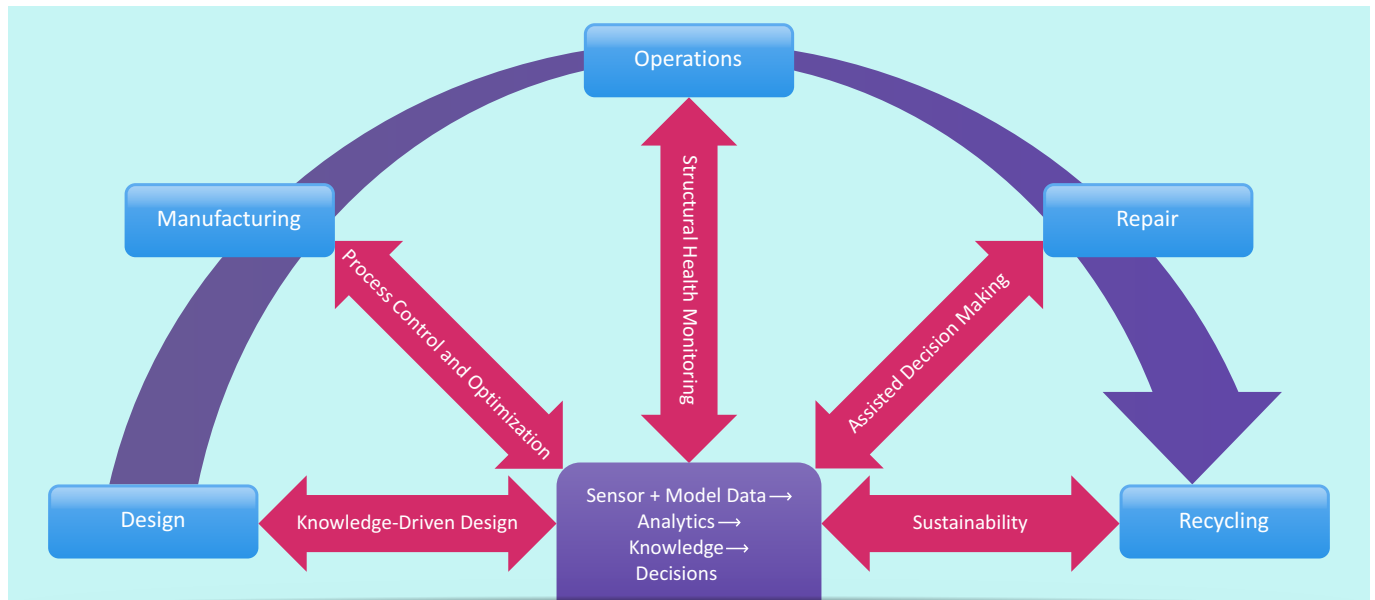 Operations
Manufacturing
Repair
Structural Health Monitoring
Process Control and Optimization
Assisted Decision Making
Design
Knowledge-Driven Design
Sensor + Model Data→
Analytics→
Knowledge→
Decisions
Sustainability
Recycling